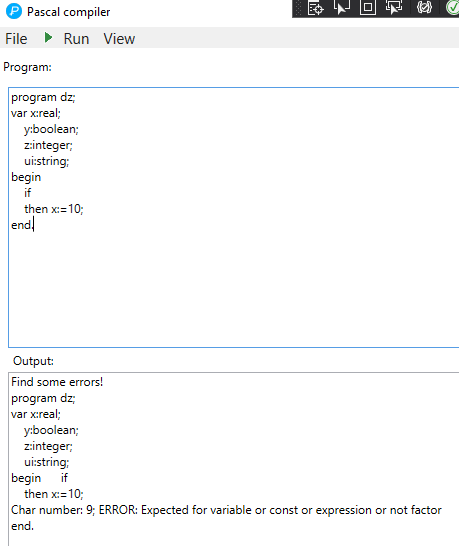 Pascal compiler
File Run View
Program:
program dz;
var x:real;
y:boolean;
z:integer;
ui:string;
begin
if
then x:=10;
end.
Output:
Find some errors!
program dz;
var x:real;
y:boolean;
z:integer;
ui:string;
begin if
then x:=10;
Char number: 9; ERROR: Expected for variable or const or expression or not factor
end.